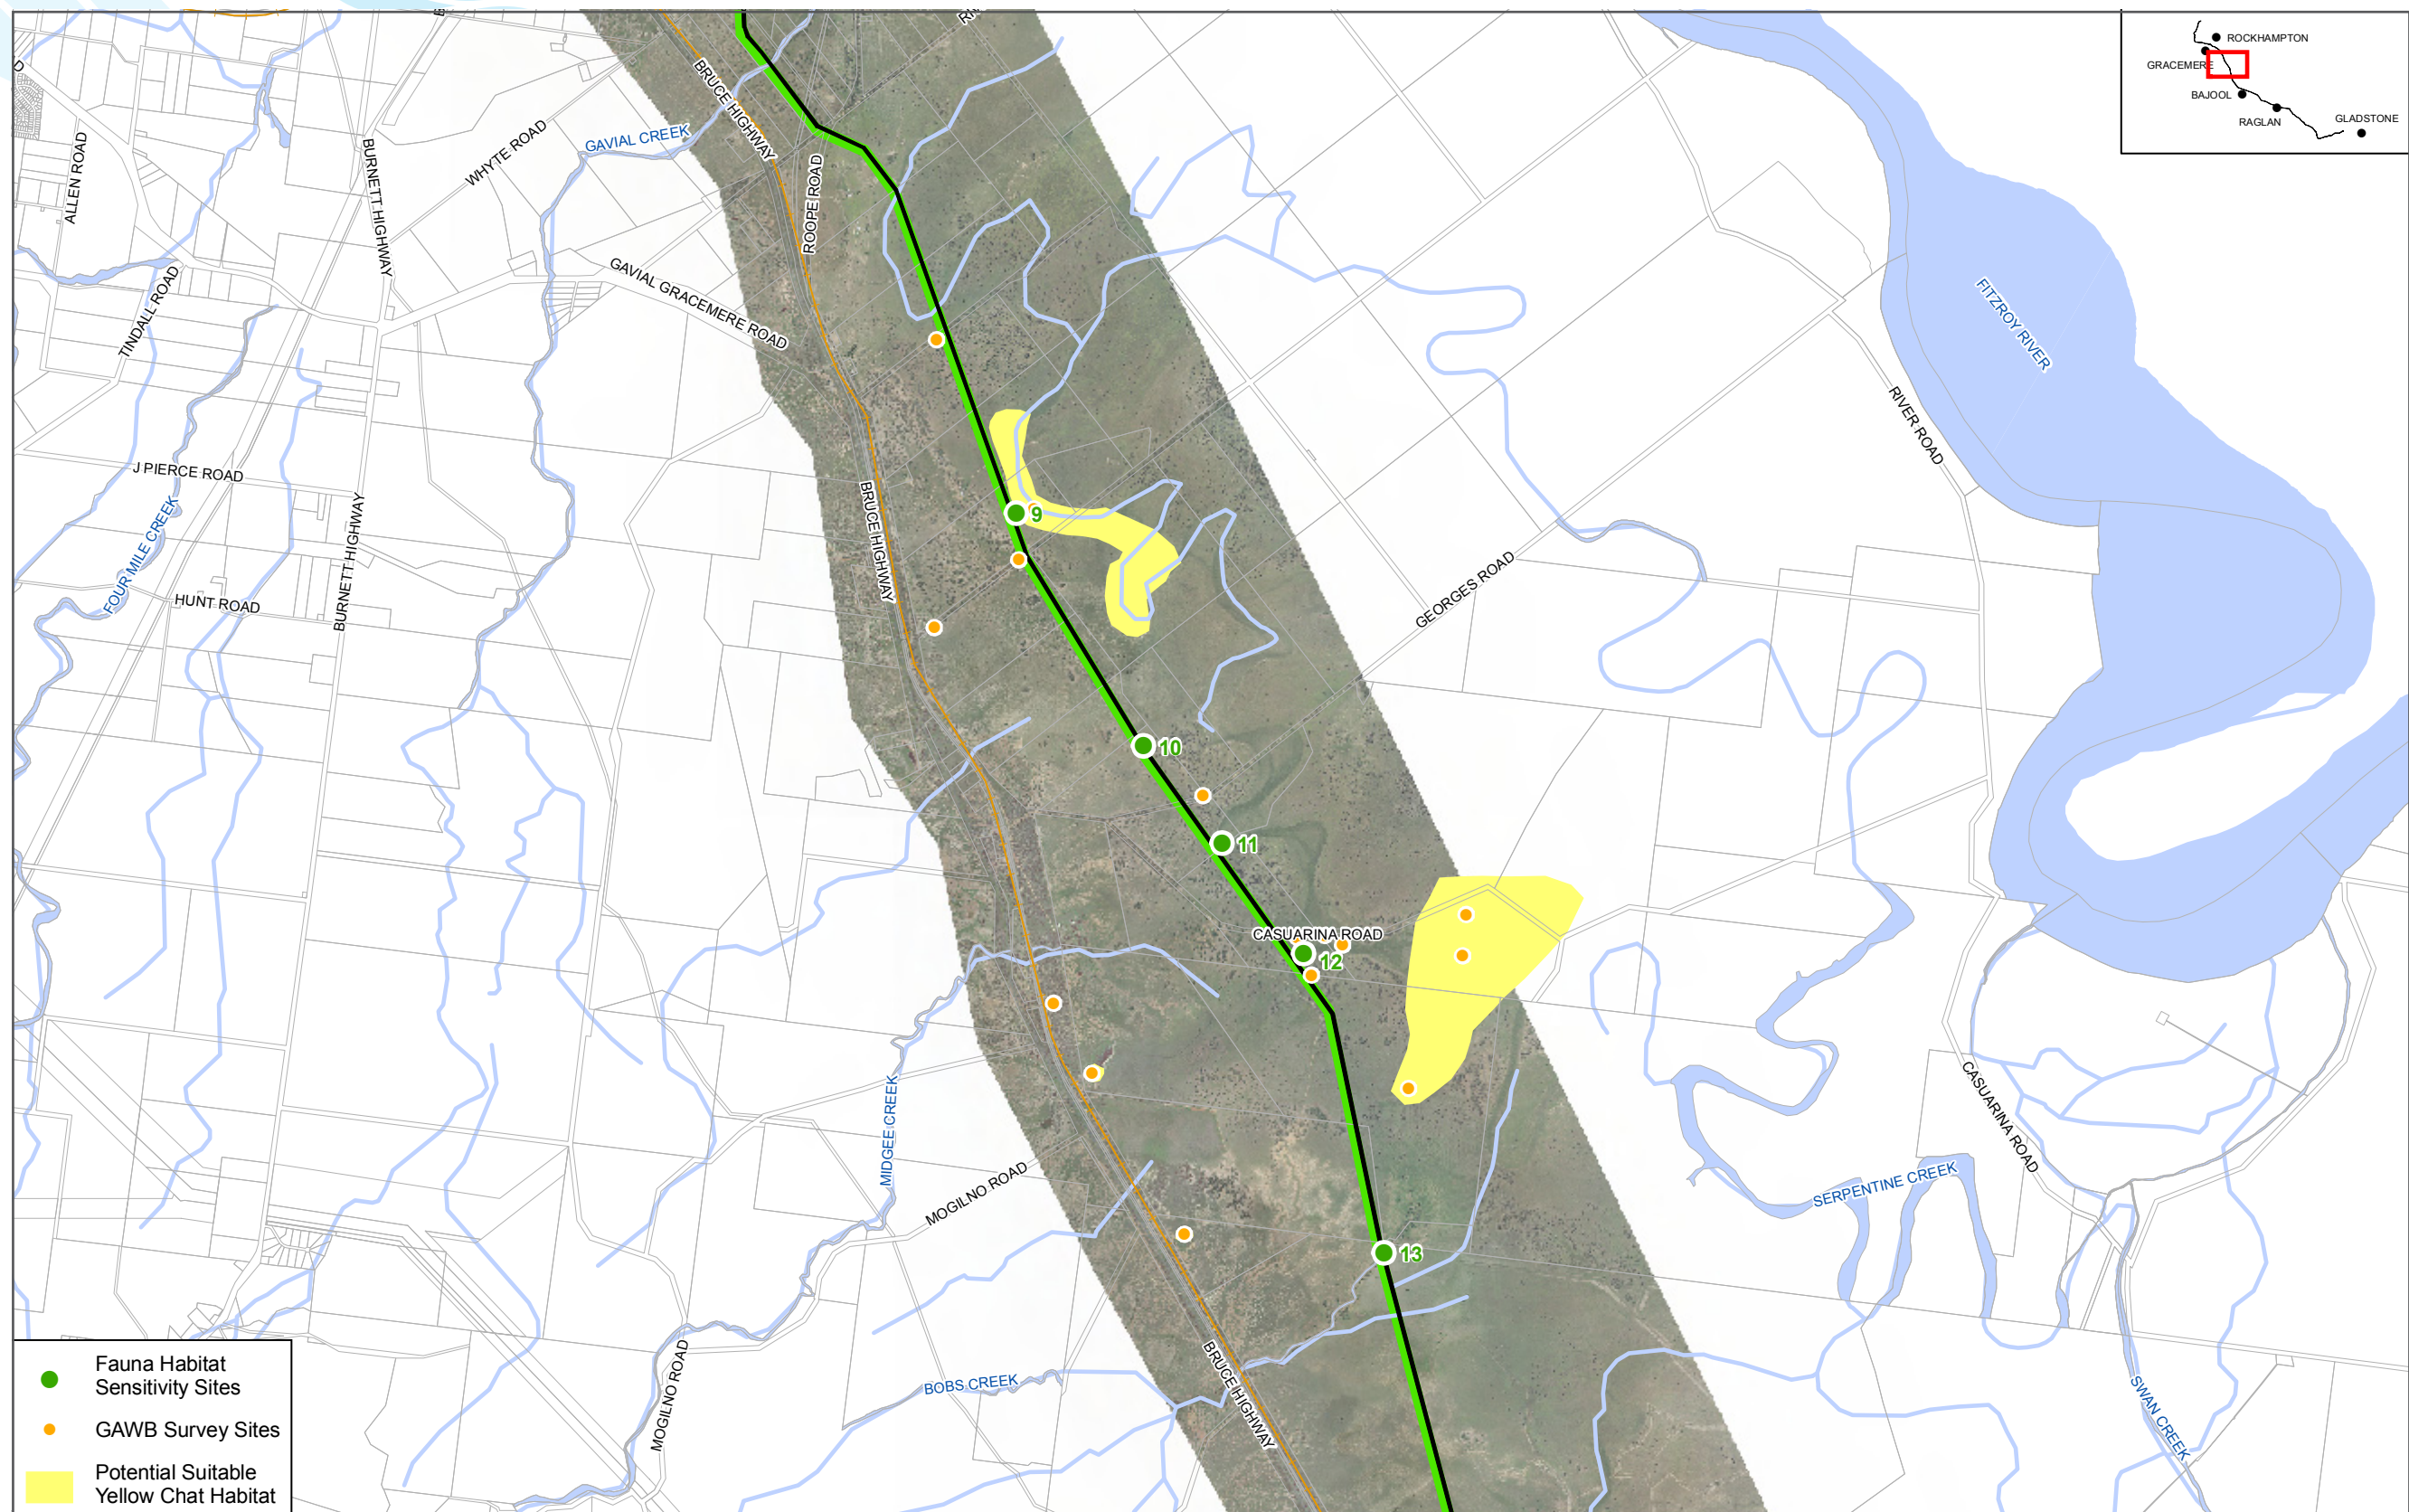 ROCKHAMPTON
GRACEMERE
BAJOOL
RAGLAN
GLADSTONE
BRUCE HIGHWAY
GAVIAL CREEK
WHYTE ROAD
ALLEN ROAD
BURNETT HIGHWAY
ROOPE ROAD
GAVIAL GRACEMERE ROAD
TINDALL ROAD
FITZROY RIVER
RIVER ROAD
J PIERCE ROAD
FOUR MILE CREEK
BURNETT HIGHWAY
BRUCE HIGHWAY
9
HUNT ROAD
GEORGES ROAD
10
11
CASUARINA ROAD
12
MIDGEE CREEK
CASUARINA ROAD
MOGILNO ROAD
SERPENTINE CREEK
13
BRUCE HIGHWAY
BOBS CREEK
MOGILNO ROAD
SWAN CREEK
Fauna Habitat
Sensitivity Sites
GAWB Survey Sites
Potential Suitable
Yellow Chat Habitat